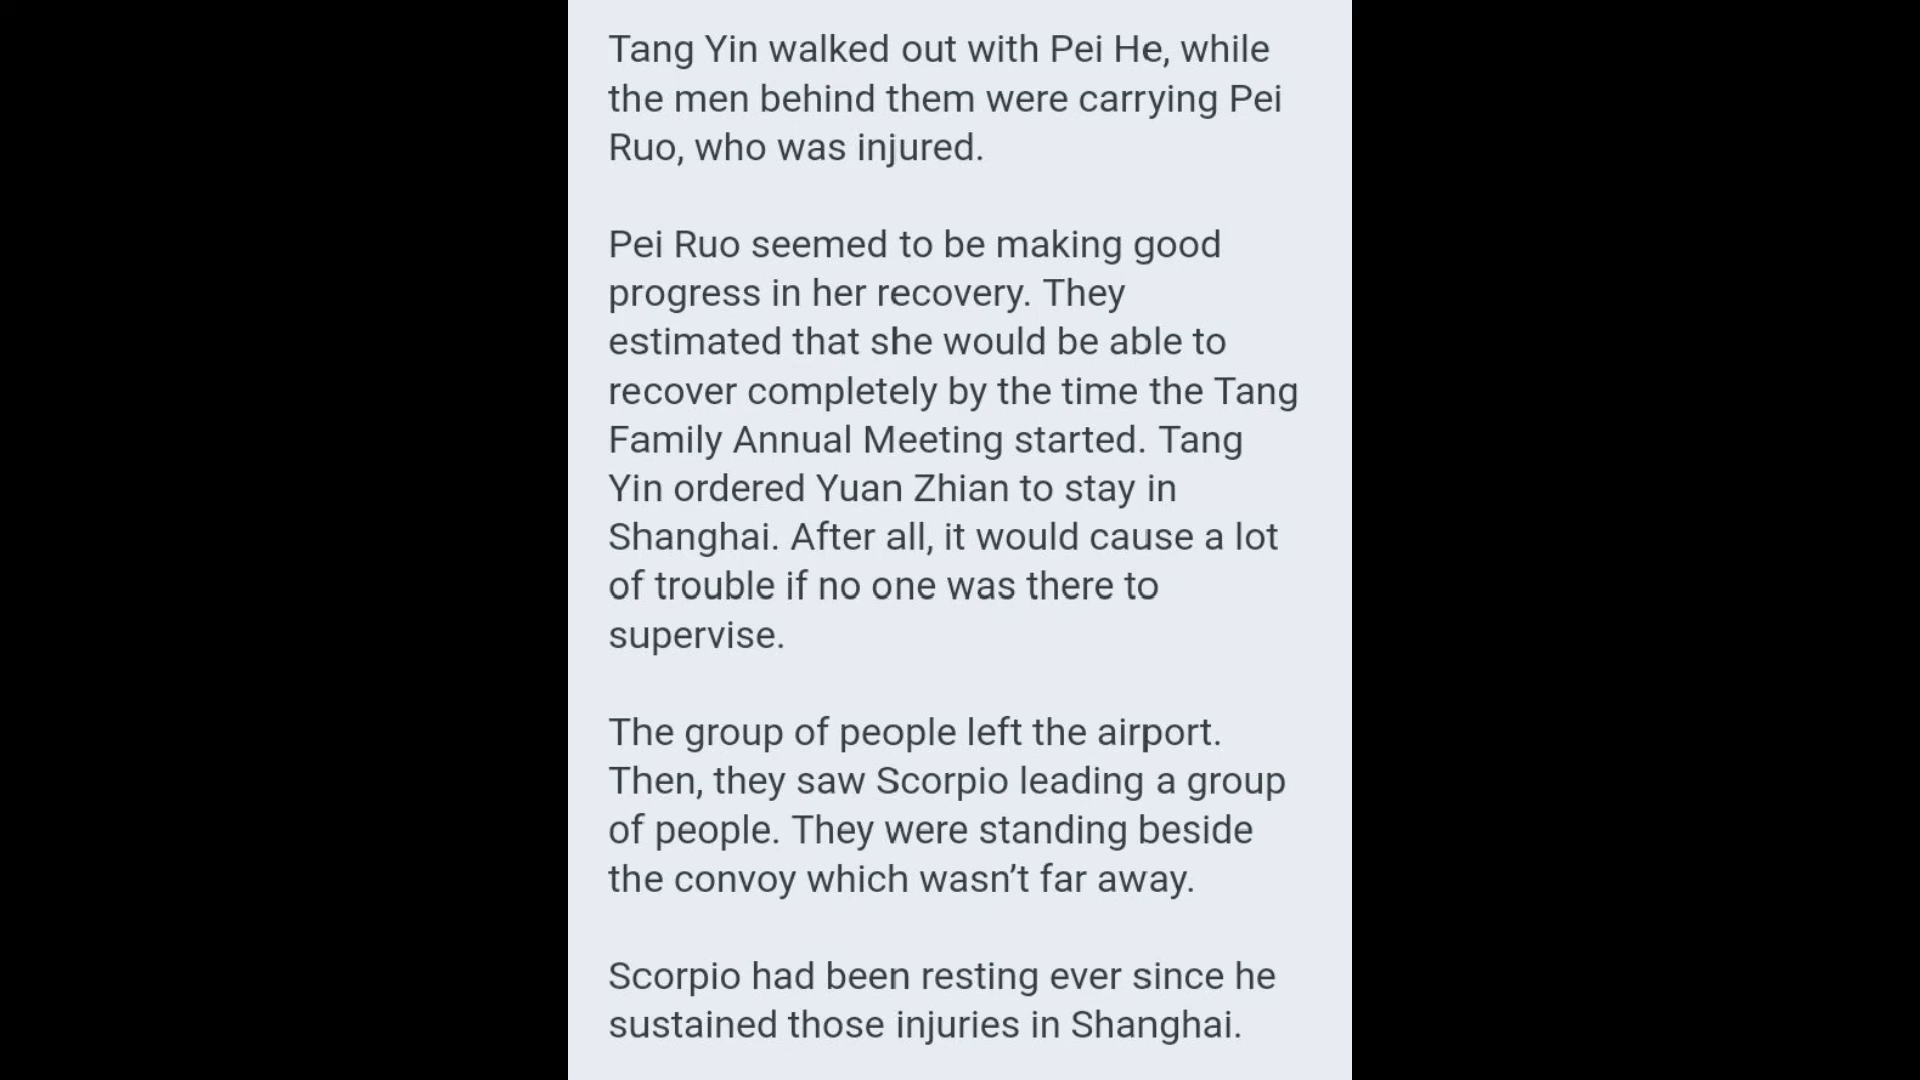 Tang Yin walked out with Pei He, while
the men behind them were carrying Pei
Ruo, who was injured.
Pei Ruo seemed to be making good
progress in her recovery. They
estimated that she would be able to
recover completely by the time the Tang
Family Annual Meeting started. Tang
Yin ordered Yuan Zhian to stay in
Shanghai. After all, it would cause a lot
of trouble if no one was there to
supervise.
The group of people left the airport.
Then, they saw Scorpio leading a group
of people. They were standing beside
the convoy which wasn’t far away.
Scorpio had been resting ever since he
sustained those injuries in Shanghai.